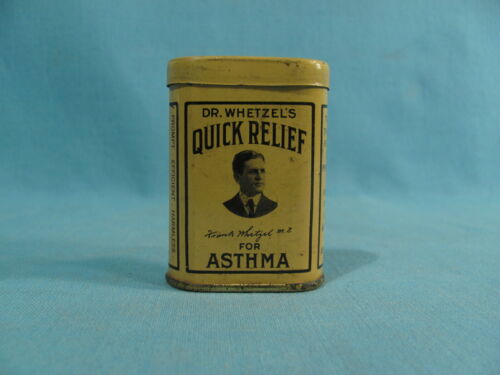 DR. WHETZEL'S
QUICK RELIEF
Frank Whetzel M.D.
FOR
ASTHMA
PROMPT EFFICIENT HARMLESS